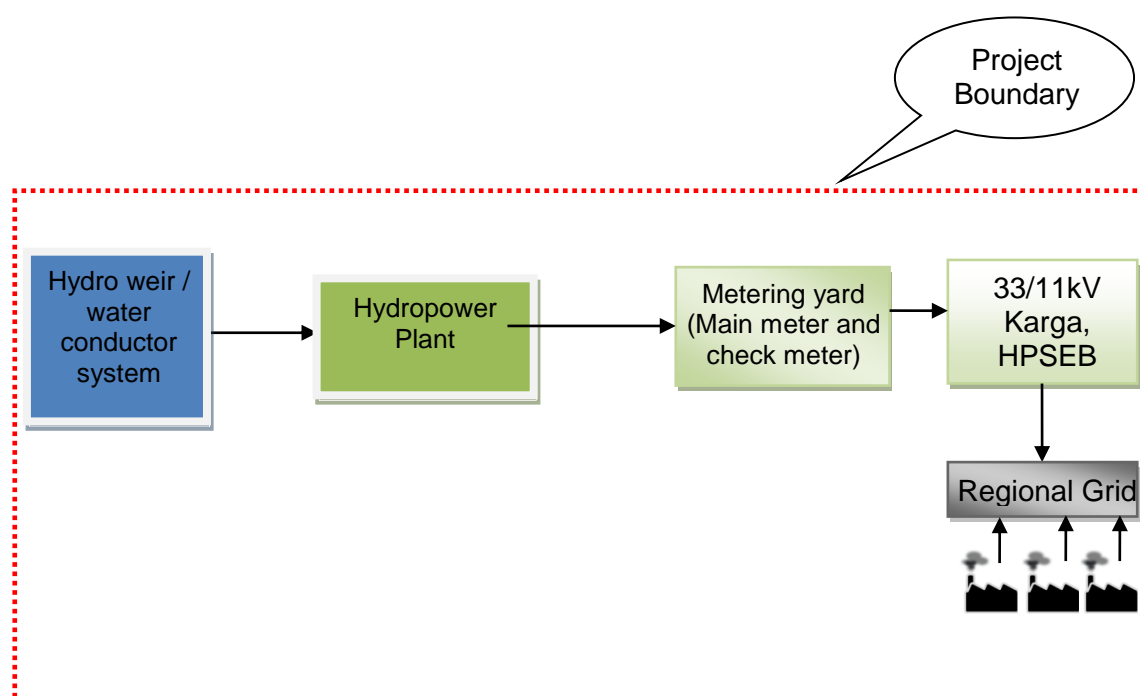 Project
Boundary
Hydro weir /
water
conductor
system
Hydropower
Plant
Metering yard
(Main meter and
check meter)
33/11kV
Karga,
HPSEB
Regional Grid